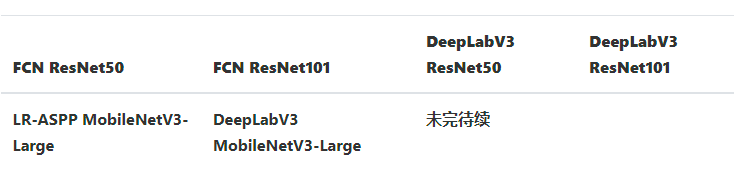 FCN ResNet50
FCN ResNet101
DeepLabV3
ResNet50
DeepLabV3
ResNet101
LR-ASPP MobileNetV3-
Large
DeepLabV3
MobileNetV3-Large
未完待续